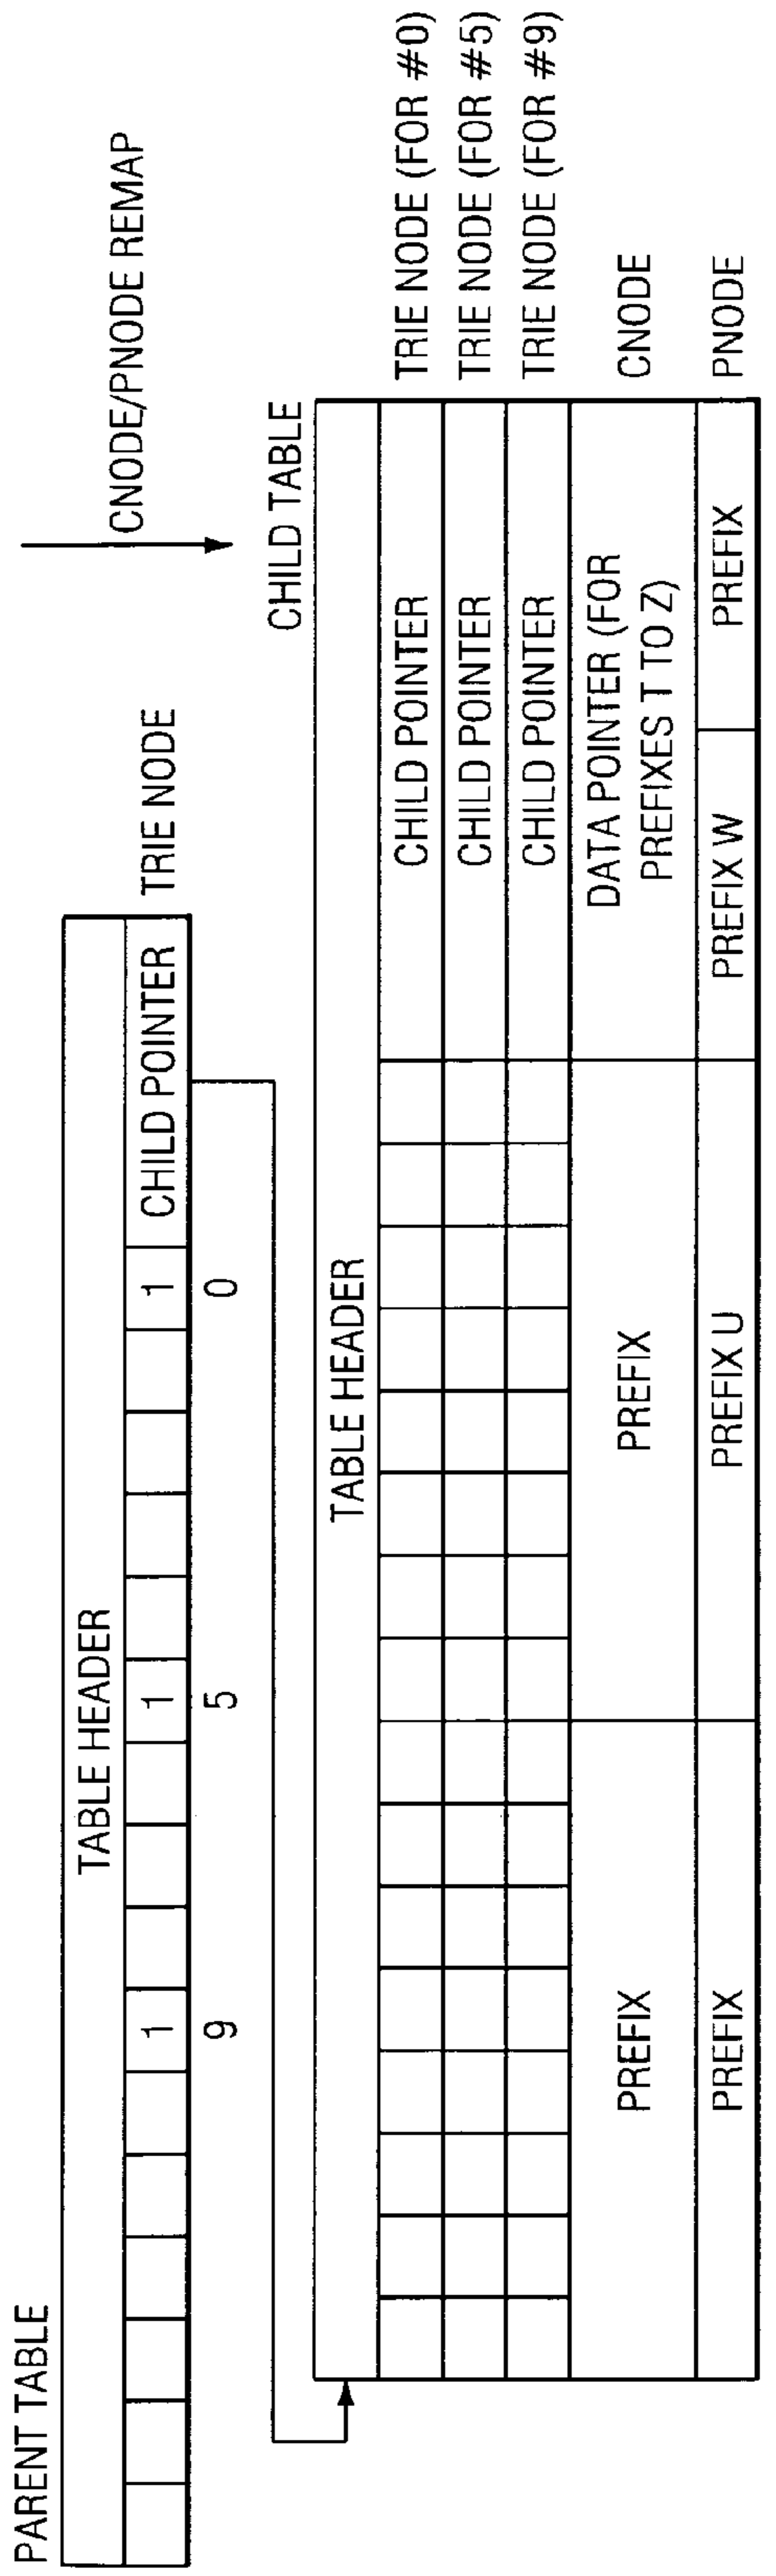 PARENT TABLE
TABLE HEADER
1 1 1 CHILD POINTER TRIE NODE
9 5 0
CNODE/PNODE REMAP
CHILD TABLE
TABLE HEADER
CHILD POINTER TRIE NODE (FOR #0)
CHILD POINTER TRIE NODE (FOR #5)
CHILD POINTER TRIE NODE (FOR #9)
PREFIX PREFIX DATA POINTER (FOR
PREFIXES T TO Z) CNODE
PREFIX PREFIX U PREFIX W PREFIX PNODE